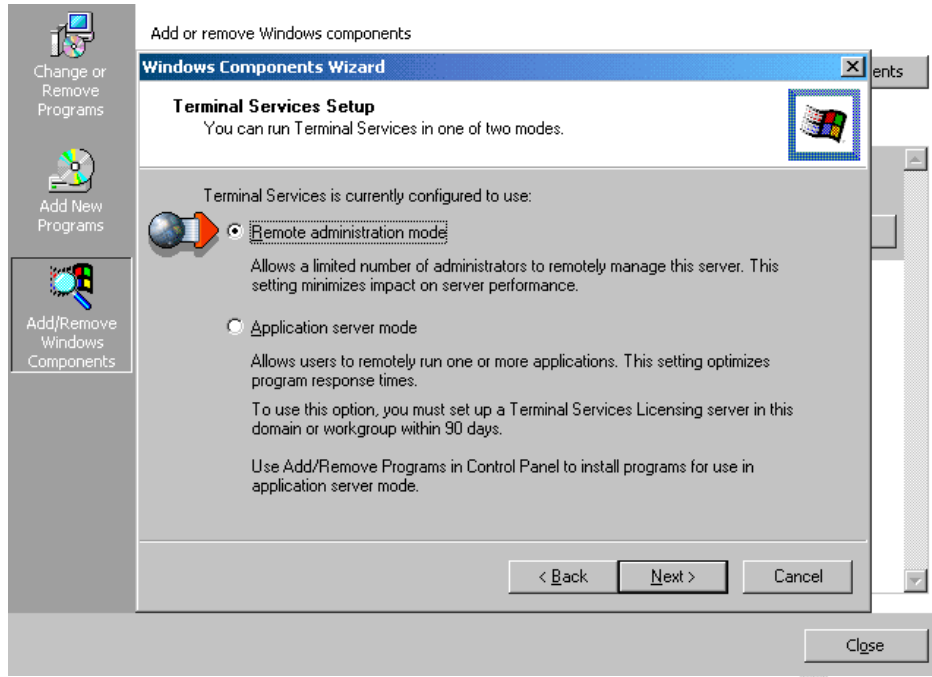 Add or remove Windows components
Change or
Remove
Programs
Add New
Programs
Add/Remove
Windows
Components
ents
Windows Components Wizard
Terminal Services Setup
You can run Terminal Services in one of two modes.
Terminal Services is currently configured to use:
Remote administration mode
Allows a limited number of administrators to remotely manage this server. This
setting minimizes impact on server performance.
Application server mode
Allows users to remotely run one or more applications. This setting optimizes
program response times.
To use this option, you must set up a Terminal Services Licensing server in this
domain or workgroup within 90 days.
Use Add/Remove Programs in Control Panel to install programs for use in
application server mode.
< Back
Next >
Cancel
Close